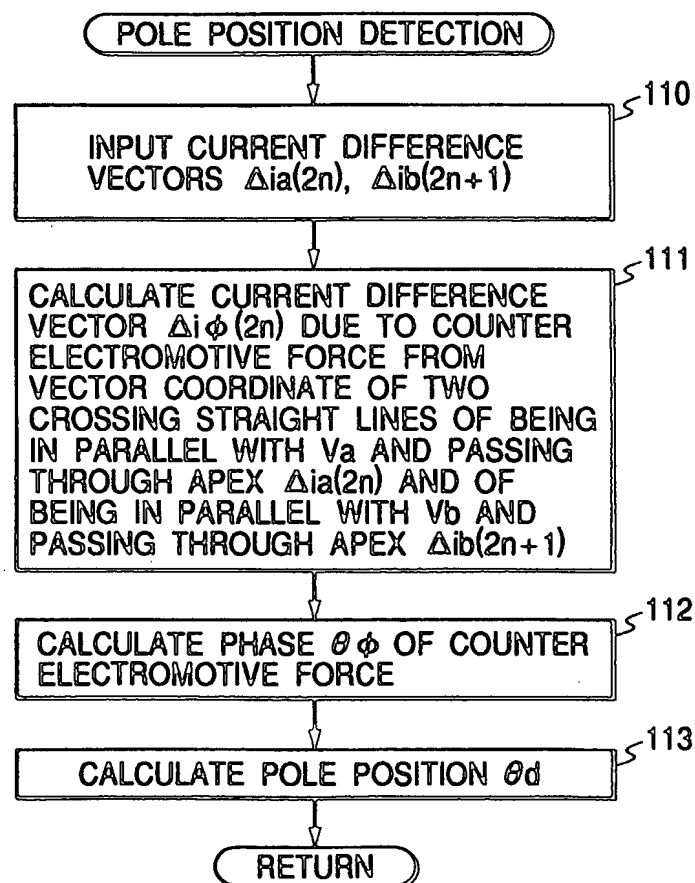 POLE POSITION DETECTION
110
INPUT CURRENT DIFFERENCE
VECTORS Δia(2n), Δib(2n+1)
111
CALCULATE CURRENT DIFFERENCE
VECTOR Δiϕ(2n) DUE TO COUNTER
ELECTROMOTIVE FORCE FROM
VECTOR COORDINATE OF TWO
CROSSING STRAIGHT LINES OF BEING
IN PARALLEL WITH Va AND PASSING
THROUGH APEX Δia(2n) AND OF
BEING IN PARALLEL WITH Vb AND
PASSING THROUGH APEX Δib(2n+1)
112
CALCULATE PHASE θϕ OF COUNTER
ELECTROMOTIVE FORCE
113
CALCULATE POLE POSITION θd
RETURN